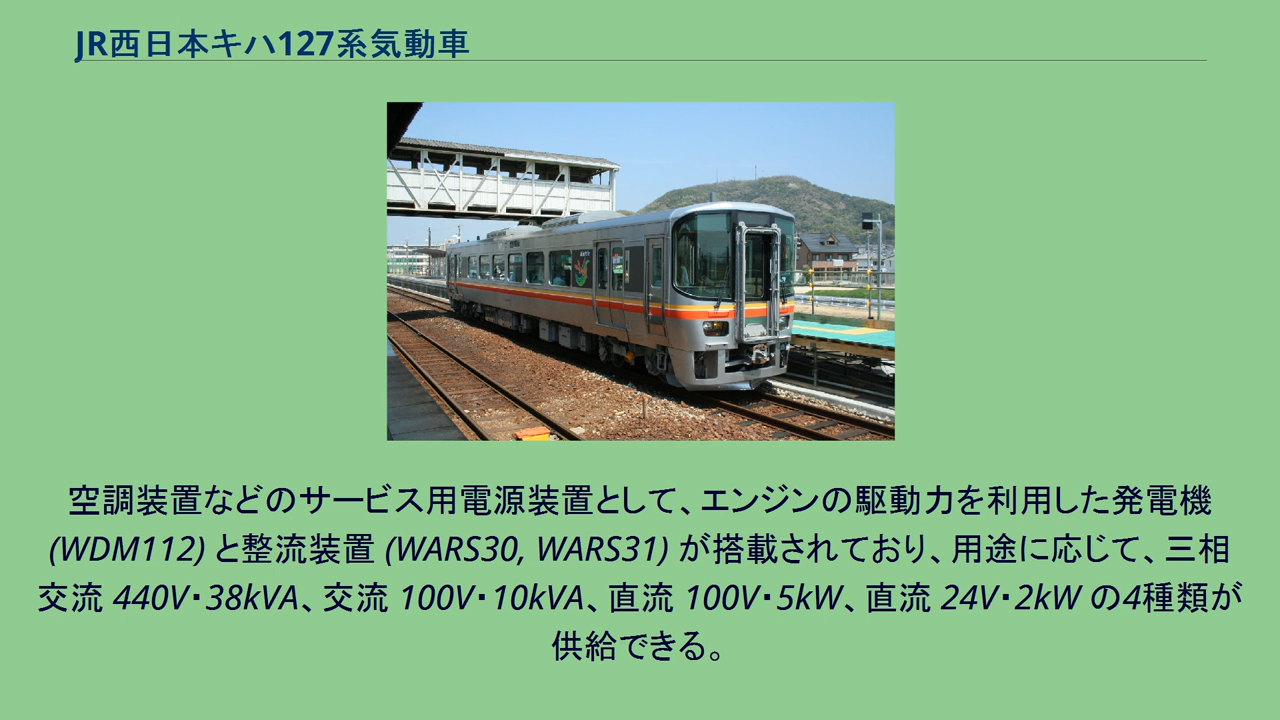 JR西日本キハ127系気動車
空調装置などのサービス用電源装置として、エンジンの駆動力を利用した発電機
(WDM112) と整流装置 (WARS30, WARS31) が搭載されており、用途に応じて、三相
交流 440V・38kVA、交流 100V・10kVA、直流 100V・5kW、直流 24V・2kW の4種類が
供給できる。